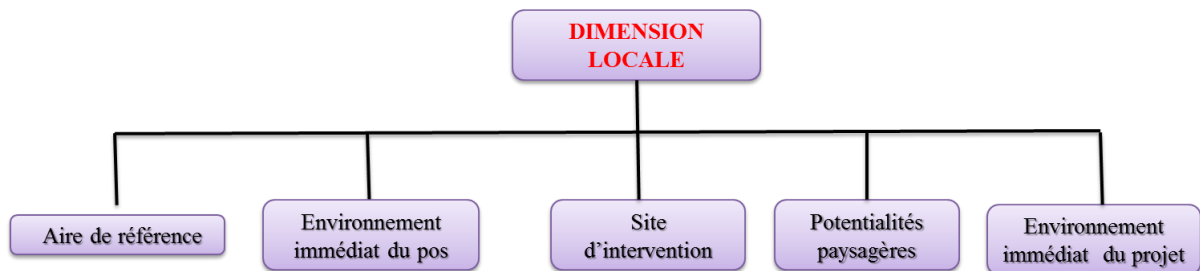 DIMENSION
LOCALE
Aire de référence
Environnement
immédiat du pos
Site
d’intervention
Potentialités
paysagères
Environnement
immédiat du projet